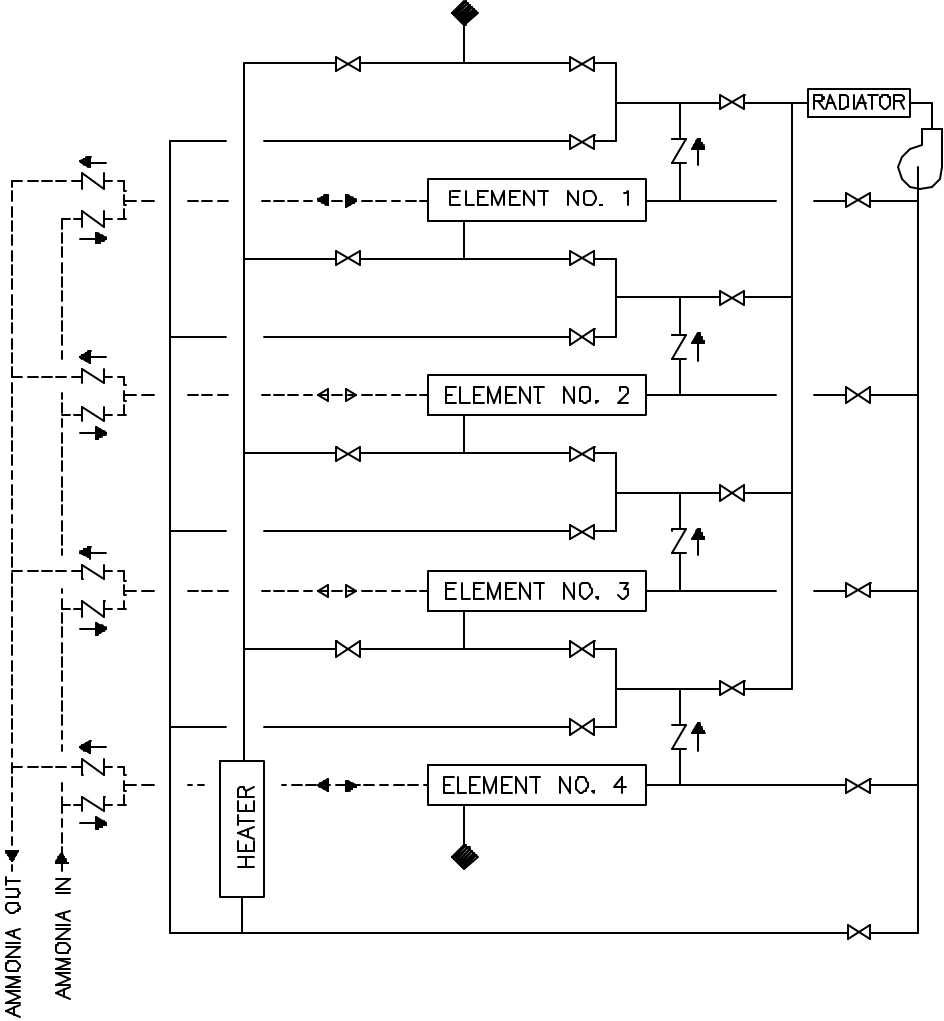 RADIATOR
ELEMENT NO. 1
ELEMENT NO. 2
ELEMENT NO. 3
ELEMENT NO. 4
HEATER
AMMONIA OUT
AMMONIA IN